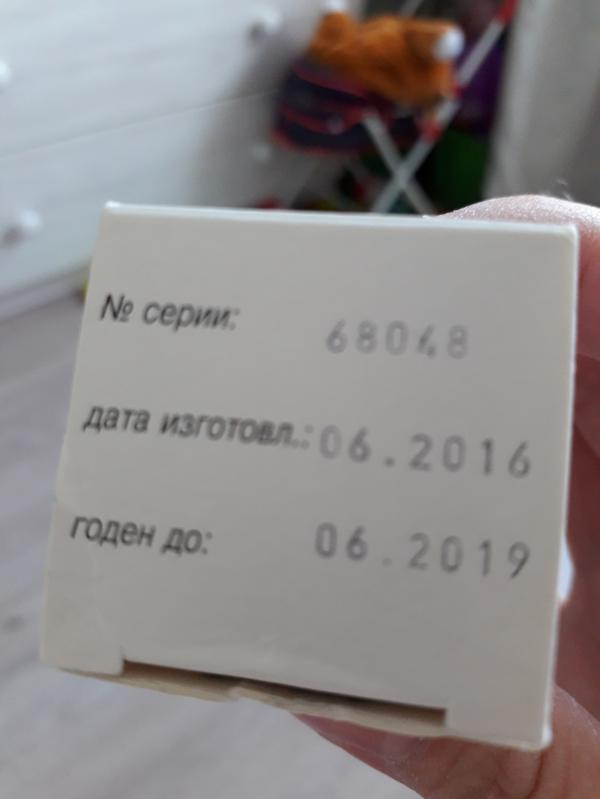 № серии: 68048
дата изготовл.: 06.2016
годен до: 06.2019